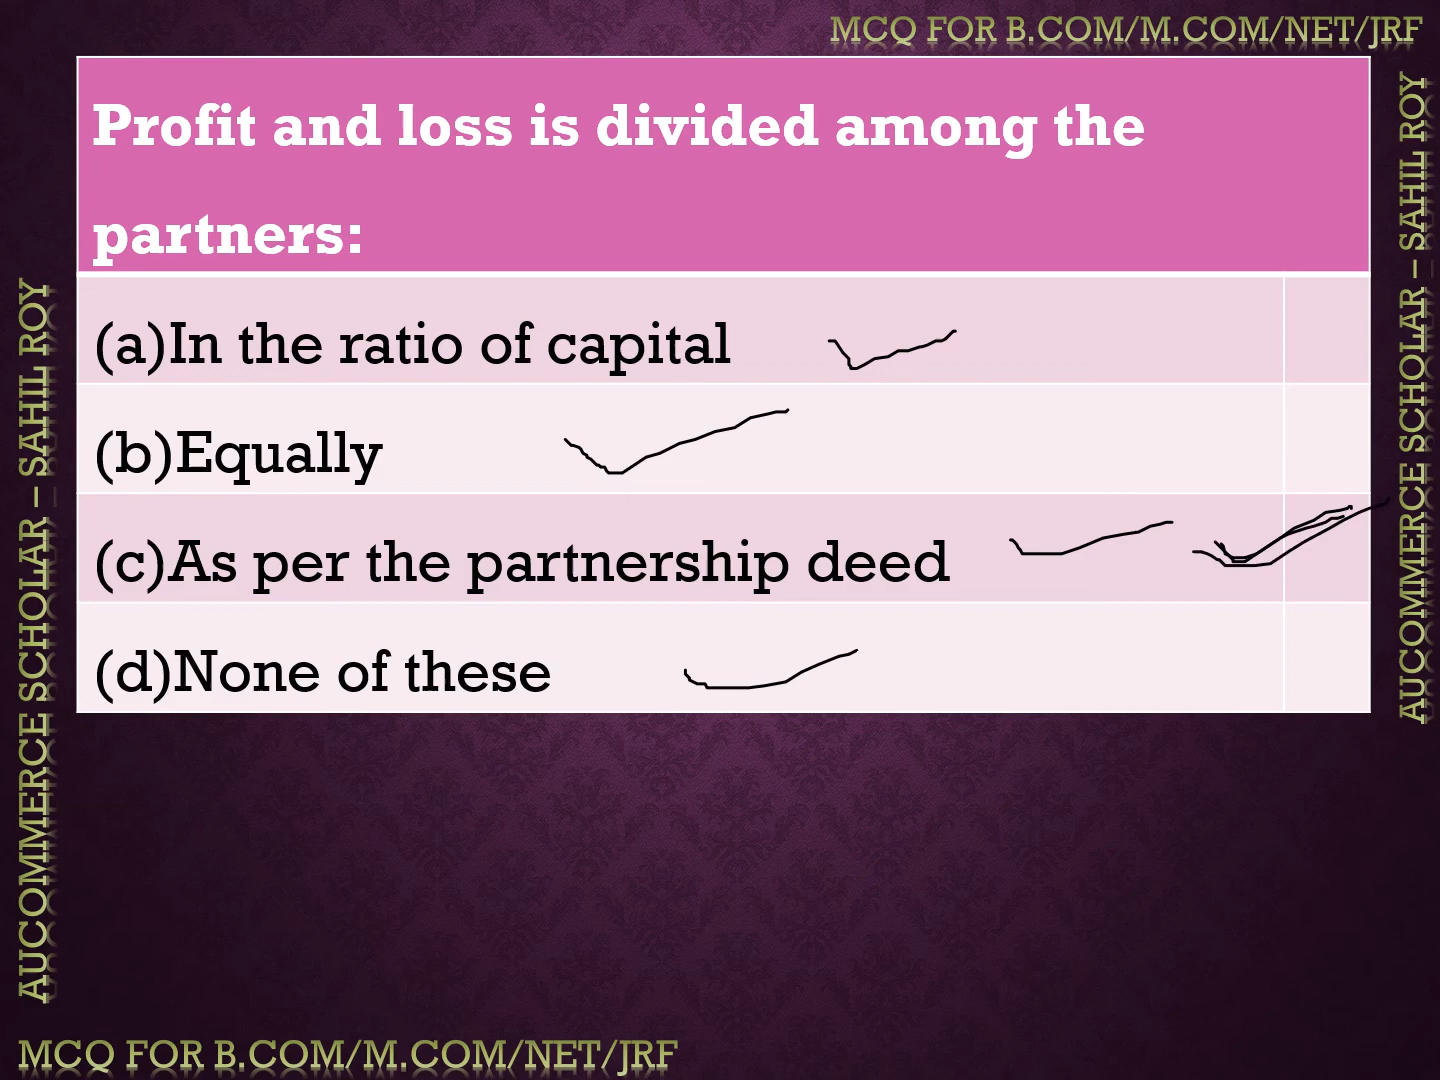 MCQ FOR B.COM/M.COM/NET/JRF
Profit and loss is divided among the
partners:
(a)In the ratio of capital
(b)Equally
(c)As per the partnership deed
(d)None of these
AUCOMMERCE SCHOLAR – SAHIL ROY
AUCOMMERCE SCHOLAR – SAHIL ROY
MCQ FOR B.COM/M.COM/NET/JRF